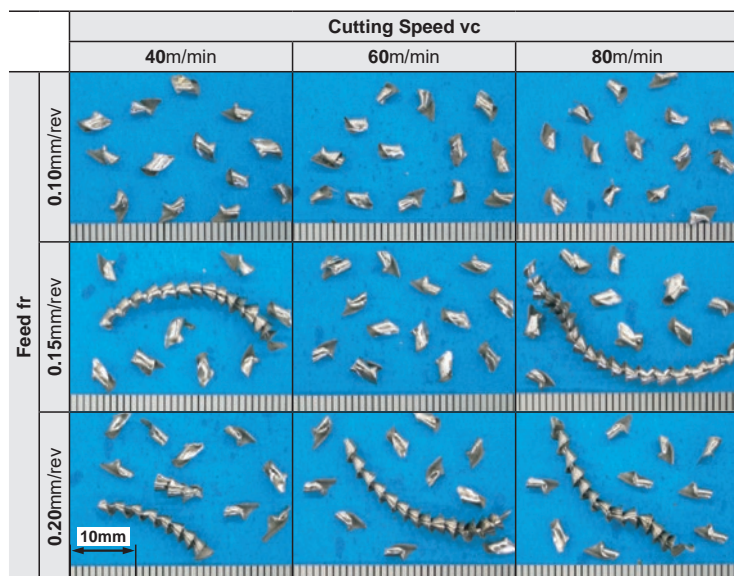 Cutting Speed vc
40m/min
60m/min
80m/min
Feed fr
0.10mm/rev
0.15mm/rev
0.20mm/rev
10mm